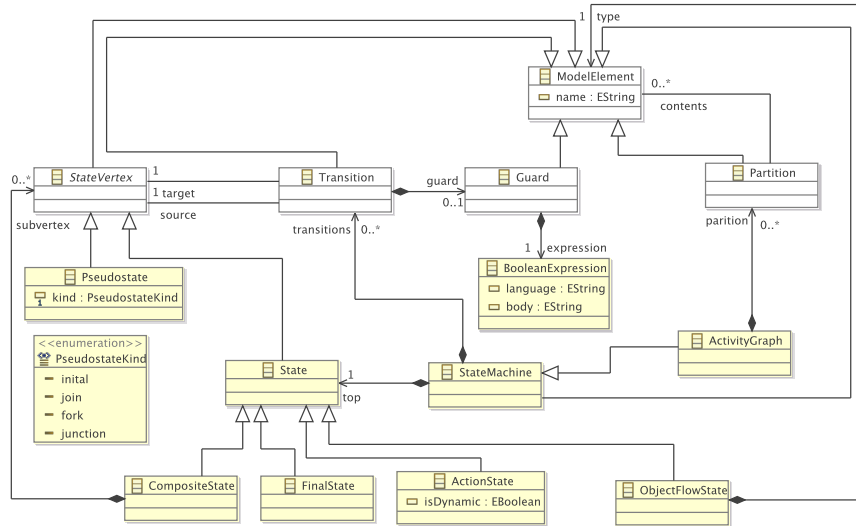 1 type
ModelElement
name : EString
0..*
contents
0..* StateVertex
1
1 target
source
Transition
guard
0..1
Guard
Partition
subvertex
transitions 0..*
parition 0..*
1 expression
Pseudostate
kind : PseudostateKind
BooleanExpression
language : EString
body : EString
<<enumeration>>
PseudostateKind
inital
join
fork
junction
ActivityGraph
State
1
top
StateMachine
CompositeState
FinalState
ActionState
isDynamic : EBoolean
ObjectFlowState